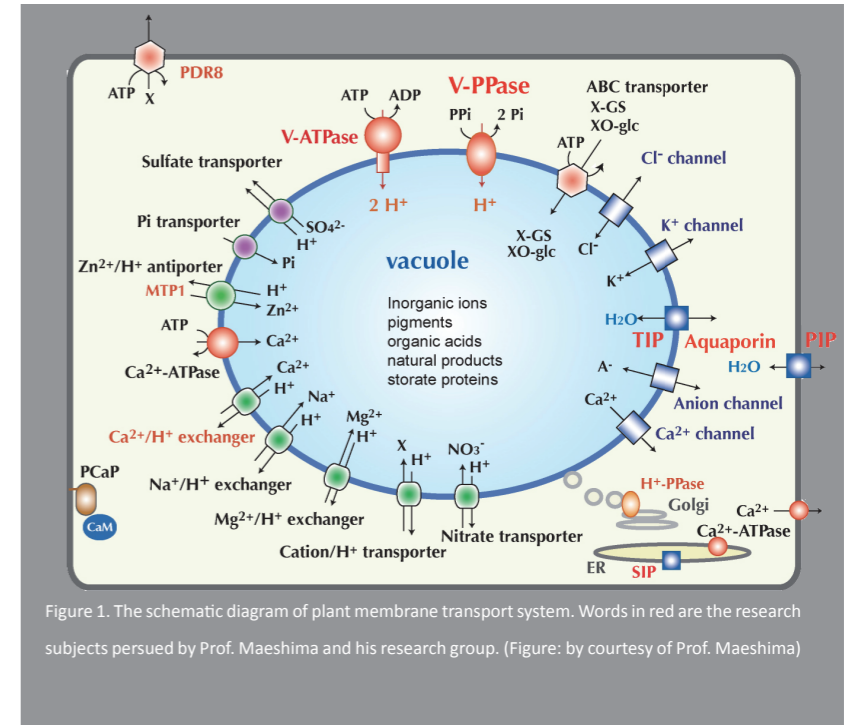 PDR8
ATP
X
V-PPase
PPi
2 Pi
H+
ATP
ADP
V-ATPase
2 H+
ABC transporter
X-GS
XO-glc
ATP
X-GS
XO-glc
Cl- channel
Cl-
K+ channel
K+
Sulfate transporter
SO42-
H+
Pi transporter
Pi
Zn2+/H+ antiporter
MTP1
H+
Zn2+
ATP
Ca2+
Ca2+-ATPase
vacuole
Inorganic ions
pigments
organic acids
natural products
storate proteins
H2O
TIP
Aquaporin
PIP
H2O
A-
Anion channel
Ca2+
Ca2+ channel
Ca2+
H+
Ca2+/H+ exchanger
Na+
H+
Na+/H+ exchanger
Mg2+
H+
Mg2+/H+ exchanger
X
H+
Cation/H+ transporter
NO3-
H+
Nitrate transporter
PCaP
CaM
H+-PPase
Golgi
Ca2+
Ca2+-ATPase
ER
SIP
Figure 1. The schematic diagram of plant membrane transport system. Words in red are the research
subjects persued by Prof. Maeshima and his research group. (Figure: by courtesy of Prof. Maeshima)